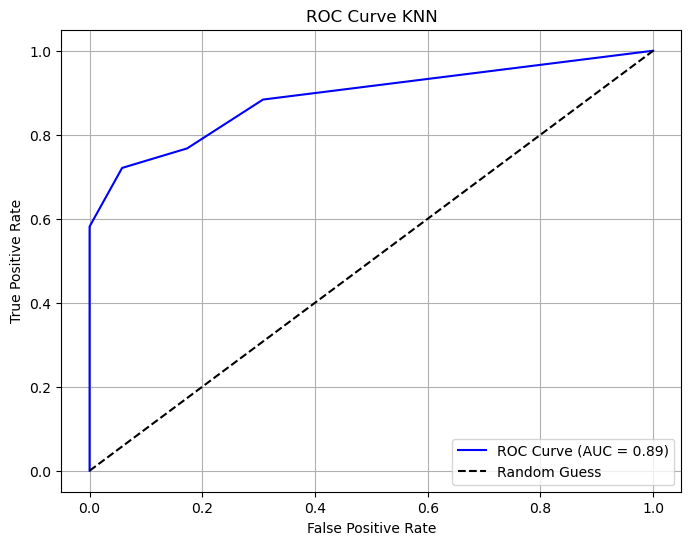 ROC Curve KNN
True Positive Rate
1.0
0.8
0.6
0.4
0.2
0.0
ROC Curve (AUC = 0.89)
Random Guess
0.0 0.2 0.4 0.6 0.8 1.0
False Positive Rate